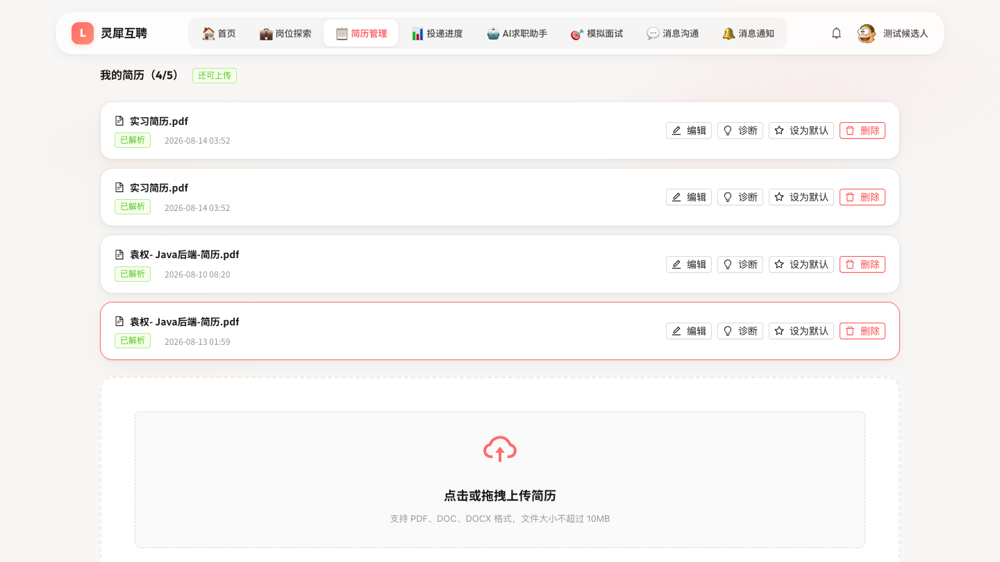 L 灵犀互聘 首页 岗位探索 简历管理 投递进度 AI求职助手 模拟面试 消息沟通 消息通知 测试候选人
我的简历（4/5） 还可上传
实习简历.pdf
已解析 2026-08-14 03:52
编辑 诊断 设为默认 删除
实习简历.pdf
已解析 2026-08-14 03:52
编辑 诊断 设为默认 删除
袁权- Java后端-简历.pdf
已解析 2026-08-10 08:20
编辑 诊断 设为默认 删除
袁权- Java后端-简历.pdf
已解析 2026-08-13 01:59
编辑 诊断 设为默认 删除
点击或拖拽上传简历
支持 PDF、DOC、DOCX 格式，文件大小不超过 10MB